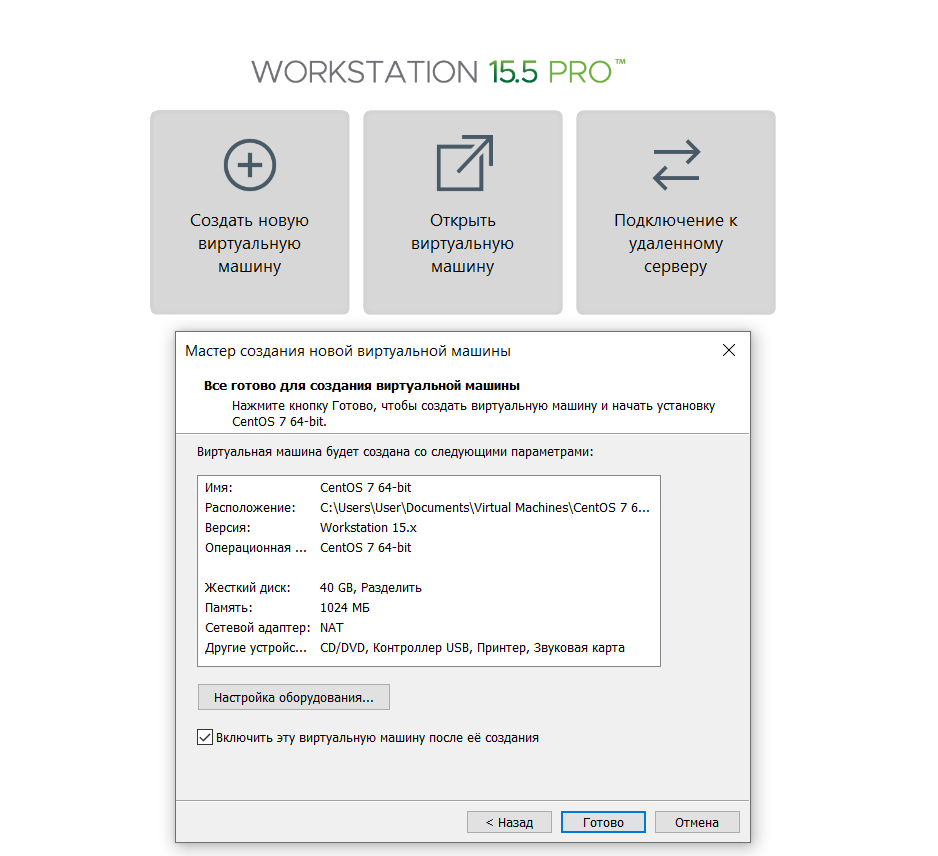 WORKSTATION 15.5 PRO™
Создать новую
виртуальную
машину
Открыть
виртуальную
машину
Подключение к
удаленному
серверу
Мастер создания новой виртуальной машины
Все готово для создания виртуальной машины
Нажмите кнопку Готово, чтобы создать виртуальную машину и начать установку
CentOS 7 64-bit.
Виртуальная машина будет создана со следующими параметрами:
Имя: CentOS 7 64-bit
Расположение: C:\Users\User\Documents\Virtual Machines\CentOS 7 6...
Версия: Workstation 15.x
Операционная ... CentOS 7 64-bit
Жесткий диск: 40 GB, Разделить
Память: 1024 МБ
Сетевой адаптер: NAT
Другие устройс... CD/DVD, Контроллер USB, Принтер, Звуковая карта
Настройка оборудования...
Включить эту виртуальную машину после её создания
< Назад Готово Отмена